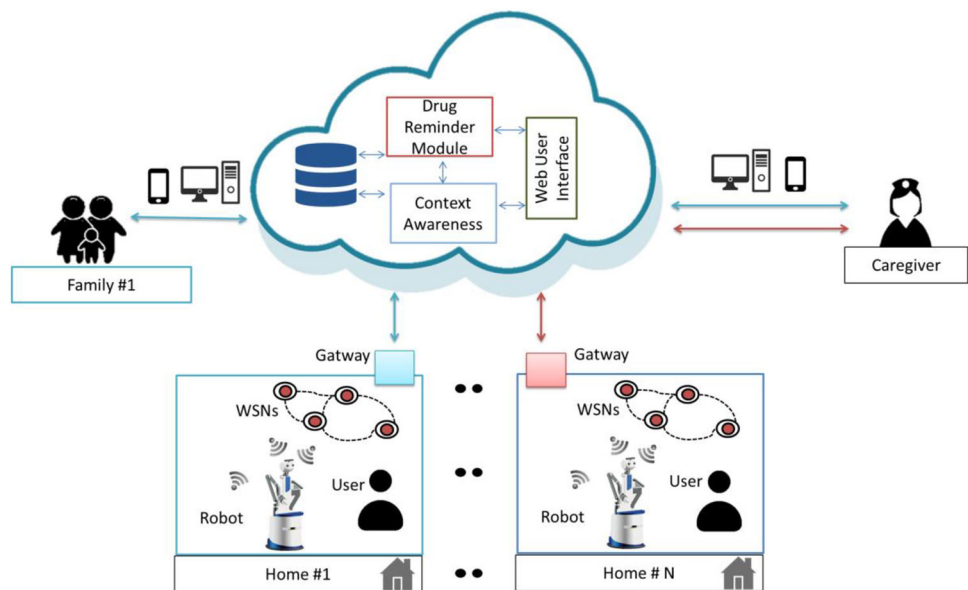 Drug
Reminder
Module
Context
Awareness
Web User
Interface
Family #1
Caregiver
Gatway
Gatway
WSNs
User
Robot
Home #1
WSNs
User
Robot
Home # N